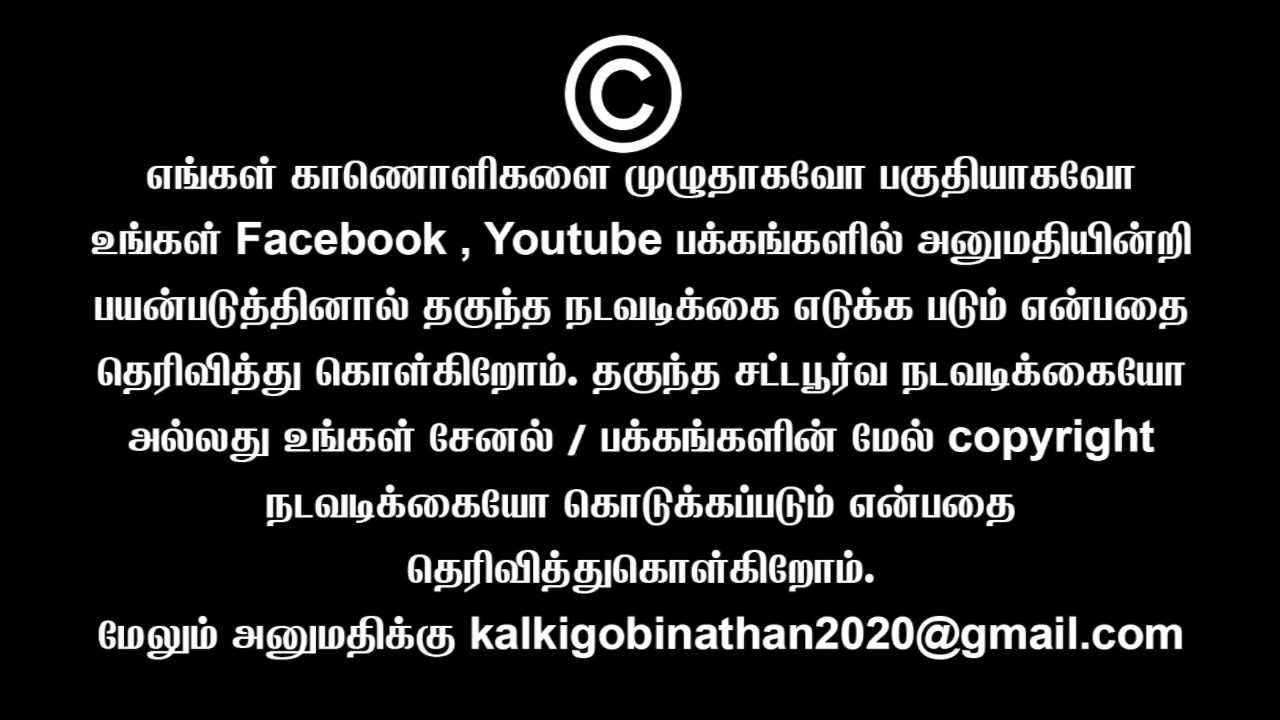 ©
எங்கள் காணொளிகளை முழுதாகவோ பகுதியாகவோ
உங்கள் Facebook , Youtube பக்கங்களில் அனுமதியின்றி
பயன்படுத்தினால் தகுந்த நடவடிக்கை எடுக்க படும் என்பதை
தெரிவித்து கொள்கிறோம். தகுந்த சட்டபூர்வ நடவடிக்கையோ
அல்லது உங்கள் சேனல் / பக்கங்களின் மேல் copyright
நடவடிக்கையோ கொடுக்கப்படும் என்பதை
தெரிவித்துகொள்கிறோம்.
மேலும் அனுமதிக்கு kalkigobinathan2020@gmail.com